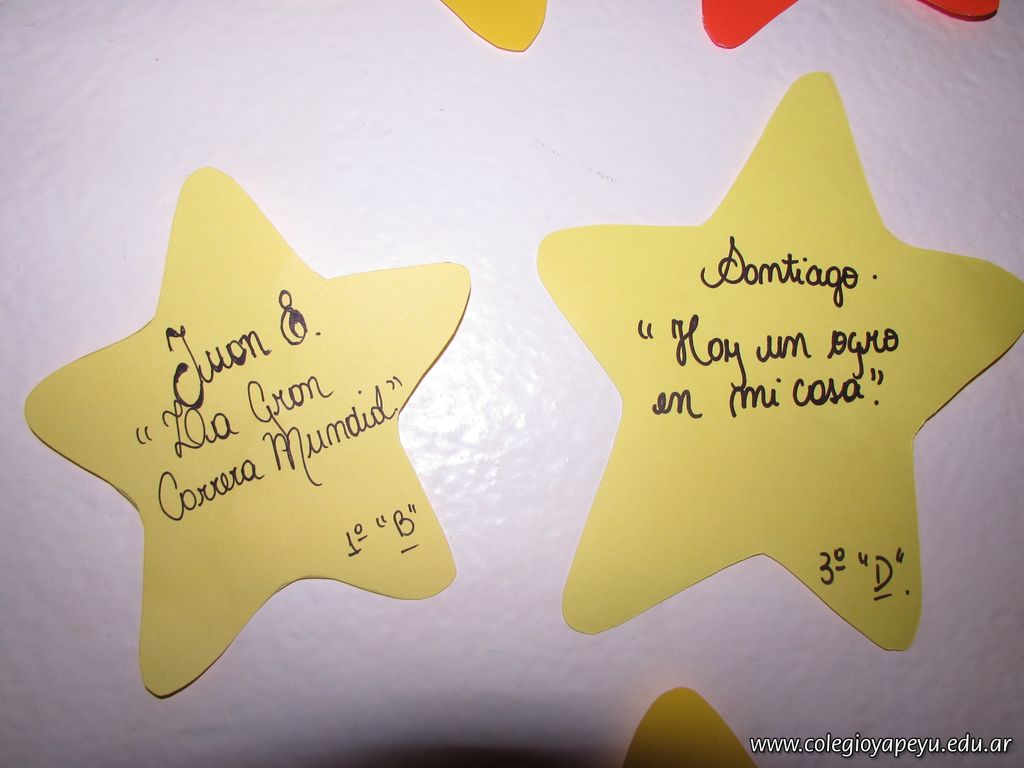 Juan E.
"La Gran
Carrera Mundial"
1º "B"
Santiago.
"Hay un ogro
en mi casa".
3º "D".
www.colegioyapeyu.edu.ar